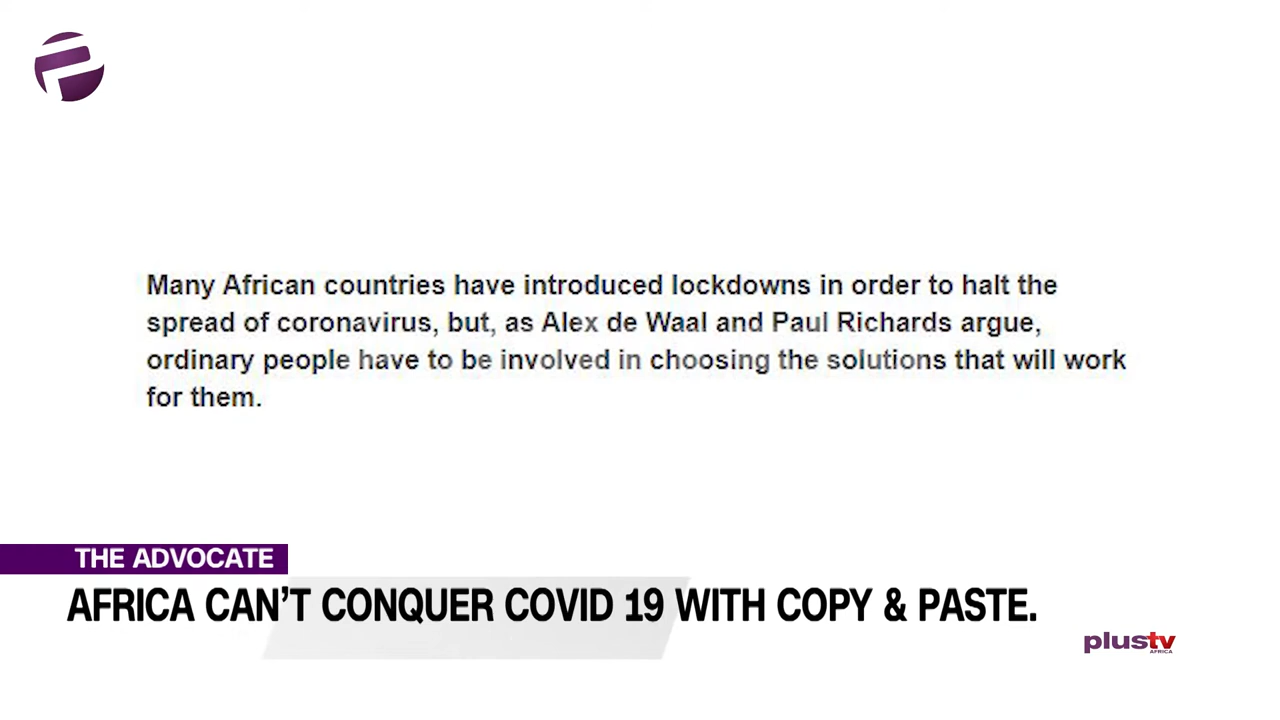 Many African countries have introduced lockdowns in order to halt the
spread of coronavirus, but, as Alex de Waal and Paul Richards argue,
ordinary people have to be involved in choosing the solutions that will work
for them.
THE ADVOCATE
AFRICA CAN'T CONQUER COVID 19 WITH COPY & PASTE.
plustv
AFRICA